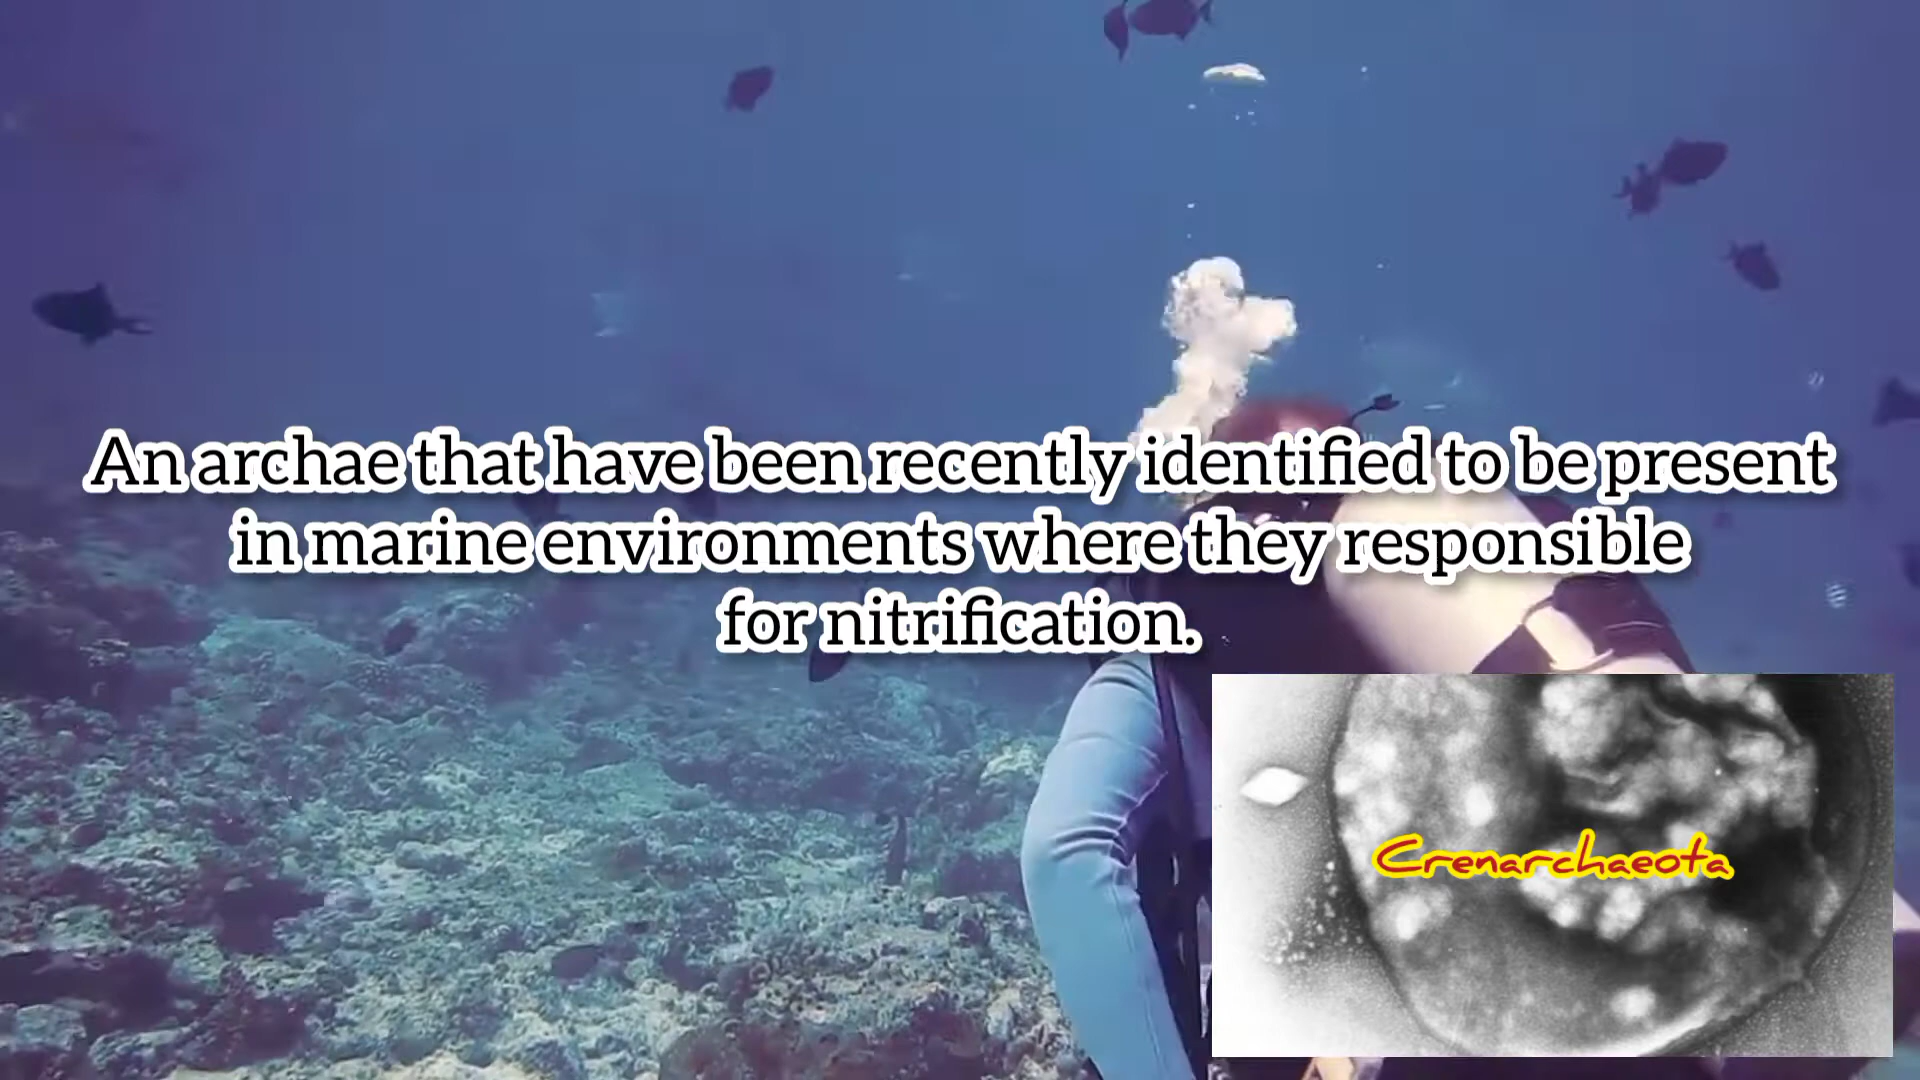 An archae that have been recently identified to be present
in marine environments where they responsible
for nitrification.
Crenarchaeota